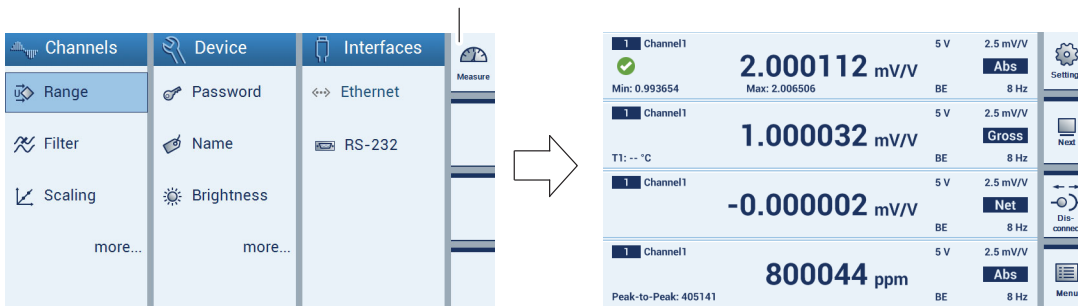 Channels
Range
Filter
Scaling
more...
Device
Password
Name
Brightness
more...
Interfaces
Ethernet
RS-232
Measure
1 Channel1 5 V 2.5 mV/V
2.000112 mV/V Abs
Min: 0.993654 Max: 2.006506 BE 8 Hz
1 Channel1 5 V 2.5 mV/V
1.000032 mV/V Gross
T1: -- °C BE 8 Hz
1 Channel1 5 V 2.5 mV/V
-0.000002 mV/V Net
BE 8 Hz
1 Channel1 5 V 2.5 mV/V
800044 ppm Abs
Peak-to-Peak: 405141 BE 8 Hz
Setting
Next
Dis-
connect
Menu